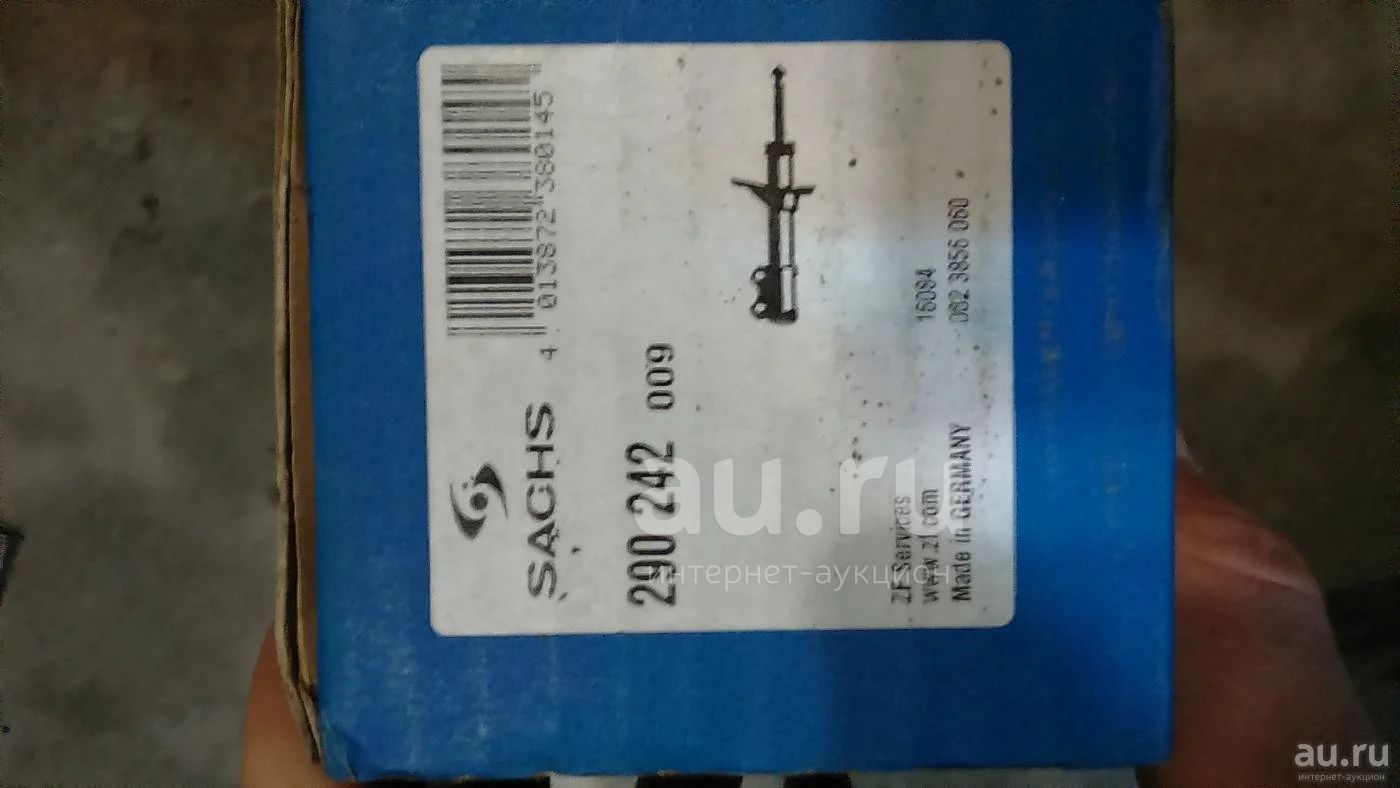 SACHS
4 013872 380145
290 242 009
ZF Services 16084
www.zf.com
Made in GERMANY 062 3856 060
au.ru
интернет-аукцион
au.ru
интернет-аукцион